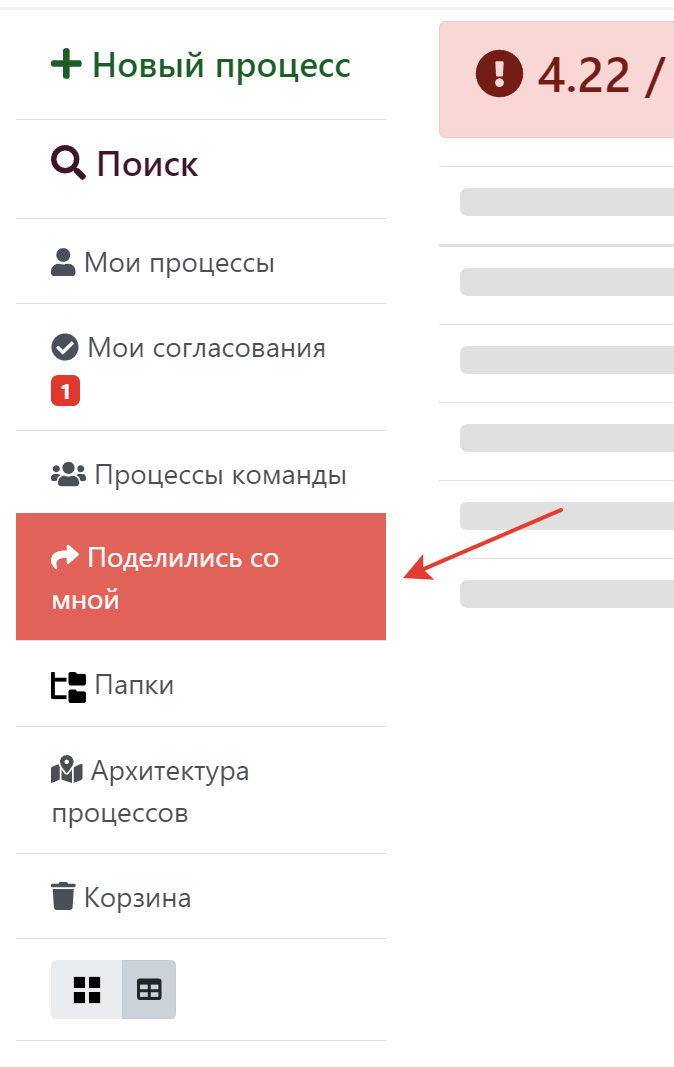 Новый процесс
4.22 /
Поиск
Мои процессы
Мои согласования
1
Процессы команды
Поделились со
мной
Папки
Архитектура
процессов
Корзина